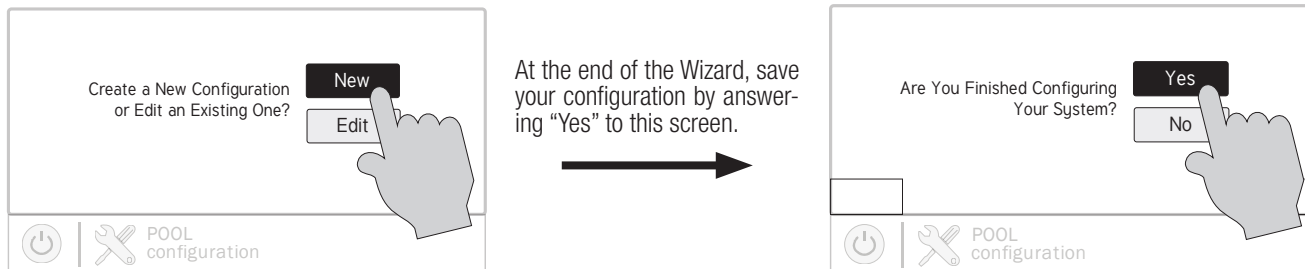 Create a New Configuration
or Edit an Existing One?
New
Edit
POOL
configuration
At the end of the Wizard, save
your configuration by answer-
ing “Yes” to this screen.
Are You Finished Configuring
Your System?
Yes
No
POOL
configuration